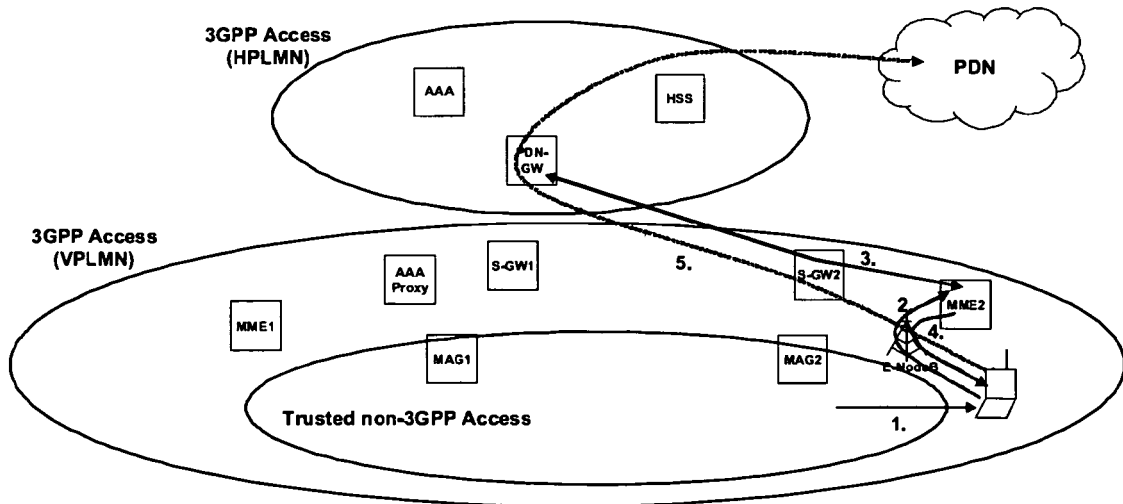 3GPP Access
(HPLMN)
AAA
HSS
PDN
PDN-
GW
3GPP Access
(VPLMN)
S-GW1
AAA
Proxy
MME1
5.
S-GW2
3.
MME2
2.
4.
MAG1
MAG2
E-NodeB
Trusted non-3GPP Access
1.